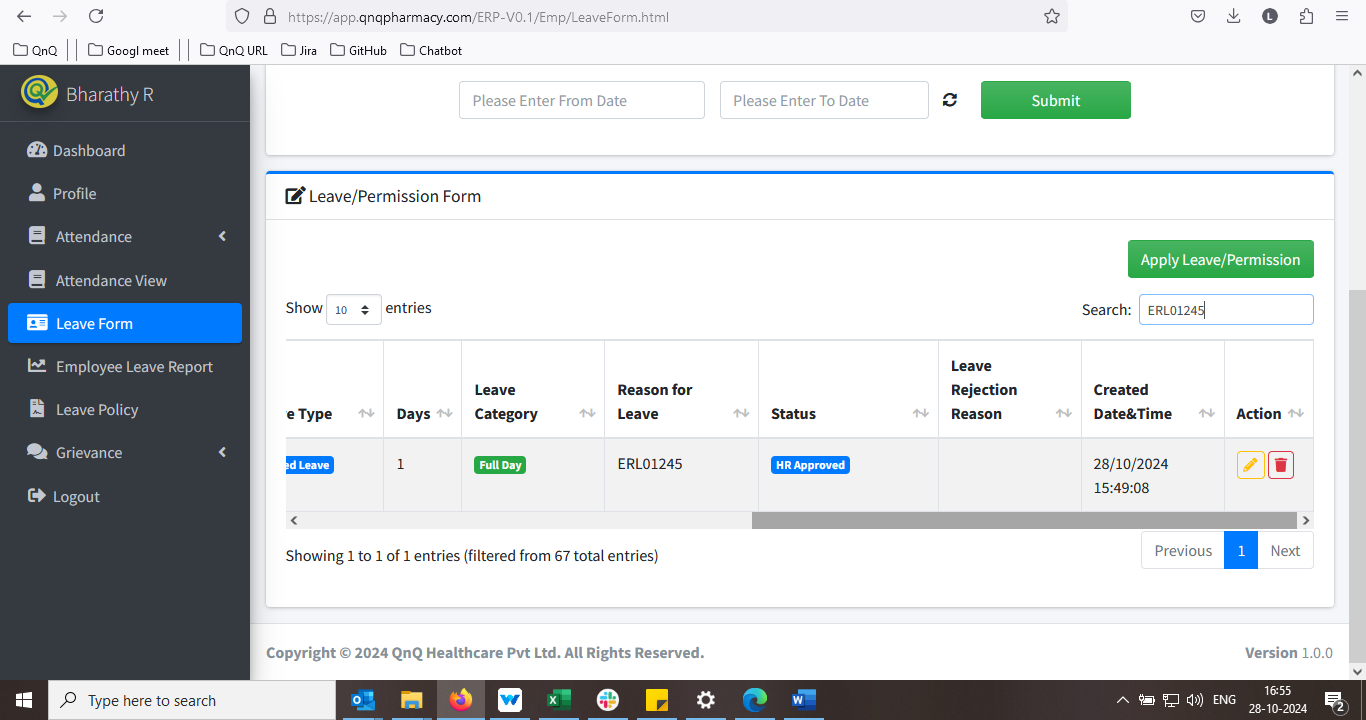 https://app.qnqpharmacy.com/ERP-V0.1/Emp/LeaveForm.html
L
QnQ
Googl meet
QnQ URL
Jira
GitHub
Chatbot
Bharathy R
Dashboard
Profile
Attendance
Attendance View
Leave Form
Employee Leave Report
Leave Policy
Grievance
Logout
Please Enter From Date
Please Enter To Date
Submit
Leave/Permission Form
Apply Leave/Permission
Show 10 entries
Search: ERL01245
e Type
Days
Leave Category
Reason for Leave
Status
Leave Rejection Reason
Created Date&Time
Action
ed Leave
1
Full Day
ERL01245
HR Approved
28/10/2024
15:49:08
Showing 1 to 1 of 1 entries (filtered from 67 total entries)
Previous
1
Next
Copyright © 2024 QnQ Healthcare Pvt Ltd. All Rights Reserved.
Version 1.0.0
Type here to search
ENG
16:55
28-10-2024
2